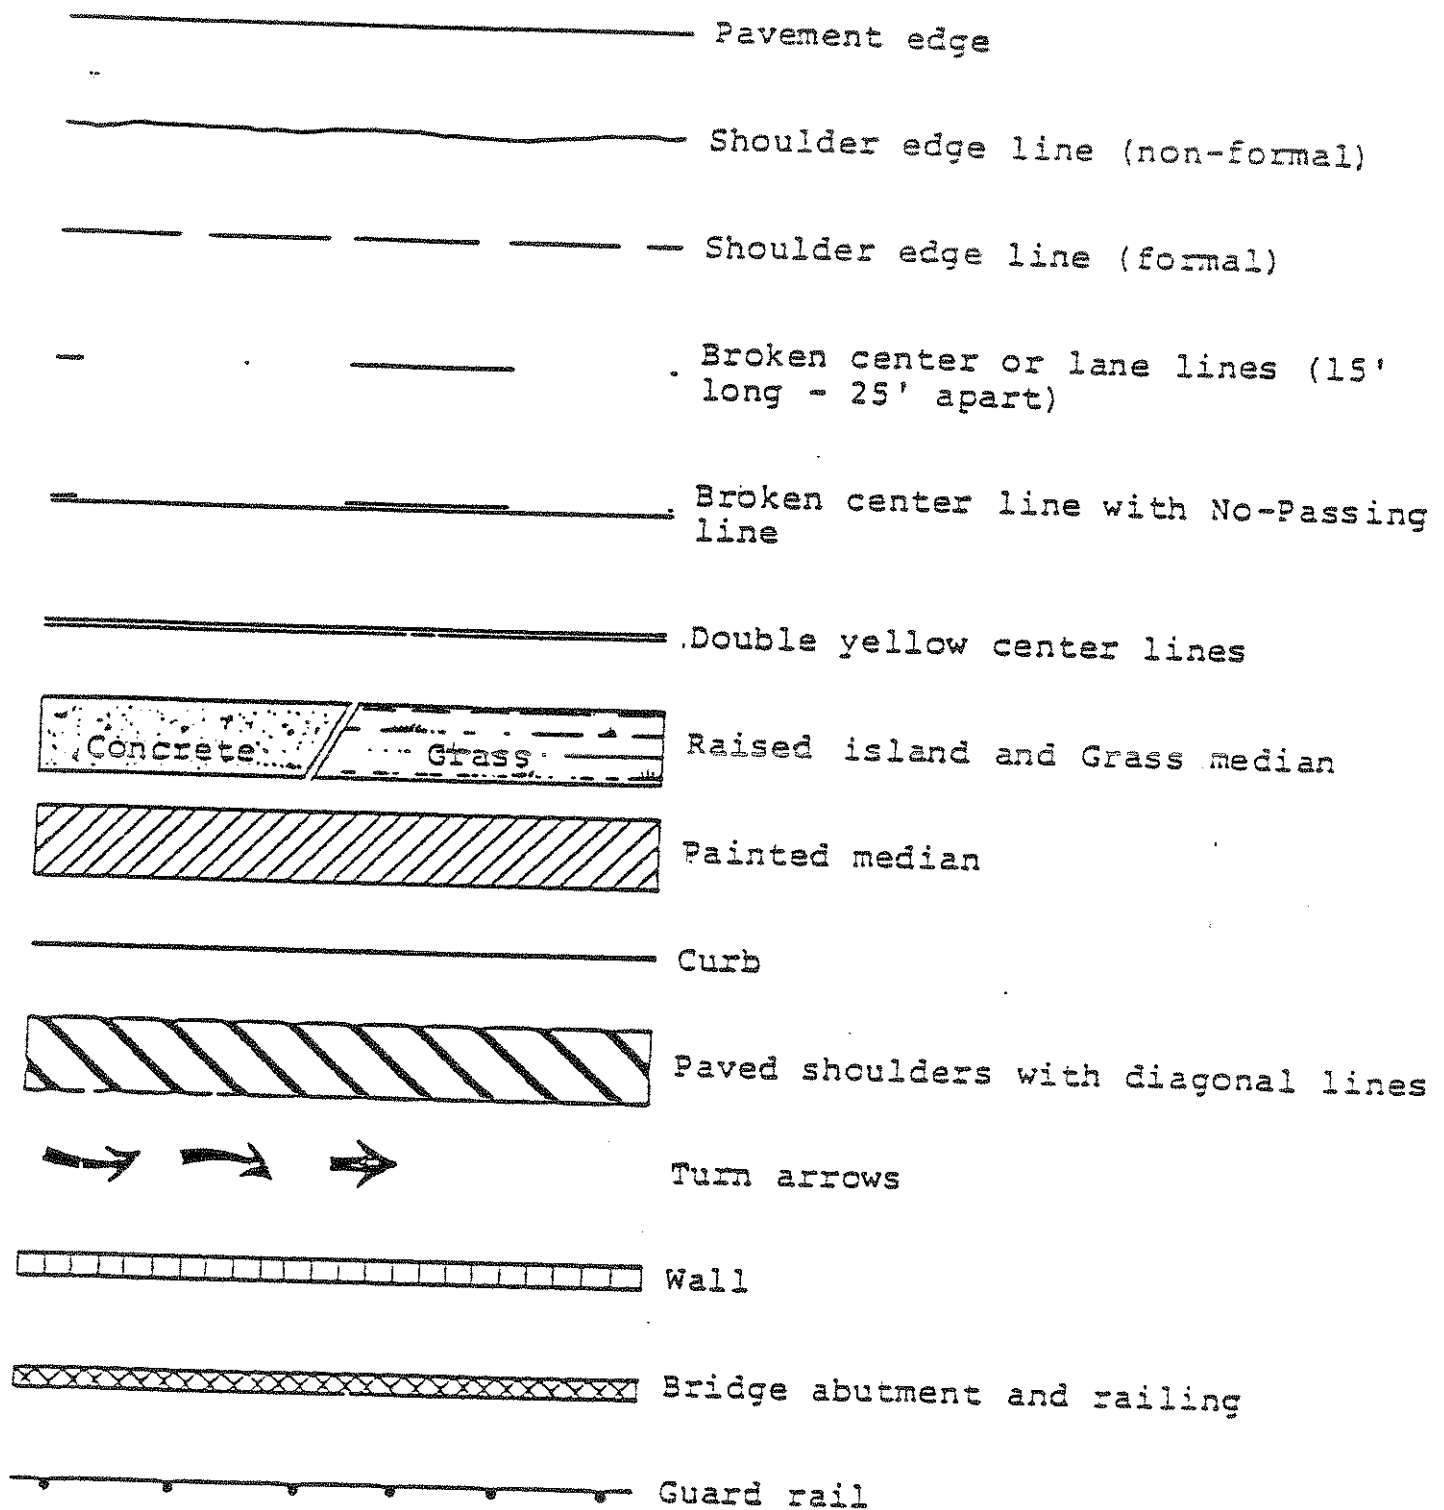 Pavement edge
Shoulder edge line (non-formal)
Shoulder edge line (formal)
Broken center or lane lines (15'
long - 25' apart)
Broken center line with No-Passing
line
Double yellow center lines
Concrete
Grass
Raised island and Grass median
Painted median
Curb
Paved shoulders with diagonal lines
Turn arrows
Wall
Bridge abutment and railing
Guard rail